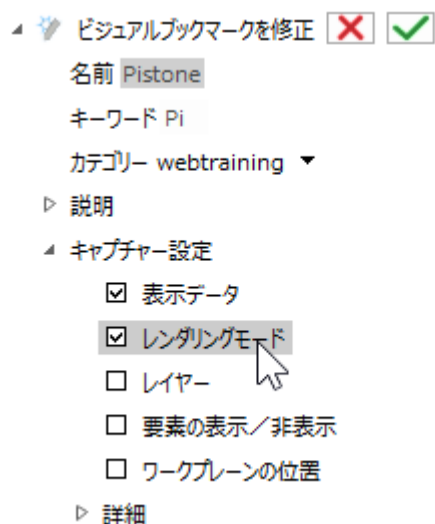 ビジュアルブックマークを修正
名前 Pistone
キーワード Pi
カテゴリー webtraining
説明
キャプチャー設定
表示データ
レンダリングモード
レイヤー
要素の表示／非表示
ワークプレーンの位置
詳細